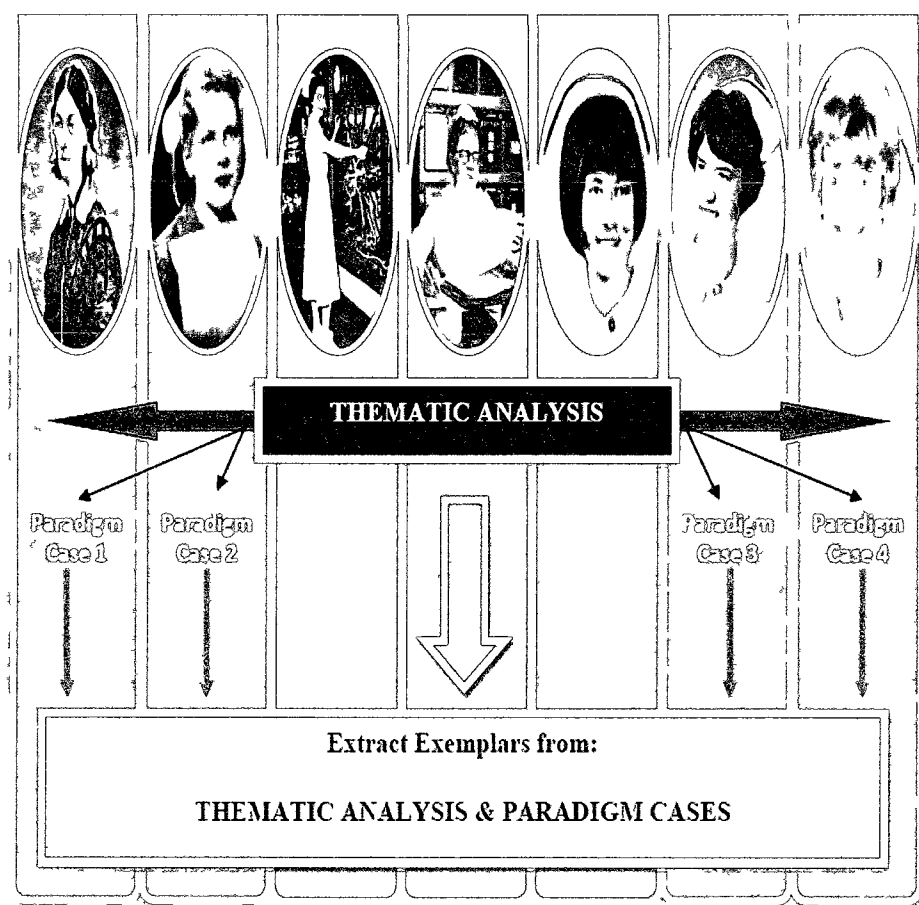 THEMATIC ANALYSIS
Paradigm
Case 1
Paradigm
Case 2
Paradigm
Case 3
Paradigm
Case 4
Extract Exemplars from:
THEMATIC ANALYSIS & PARADIGM CASES